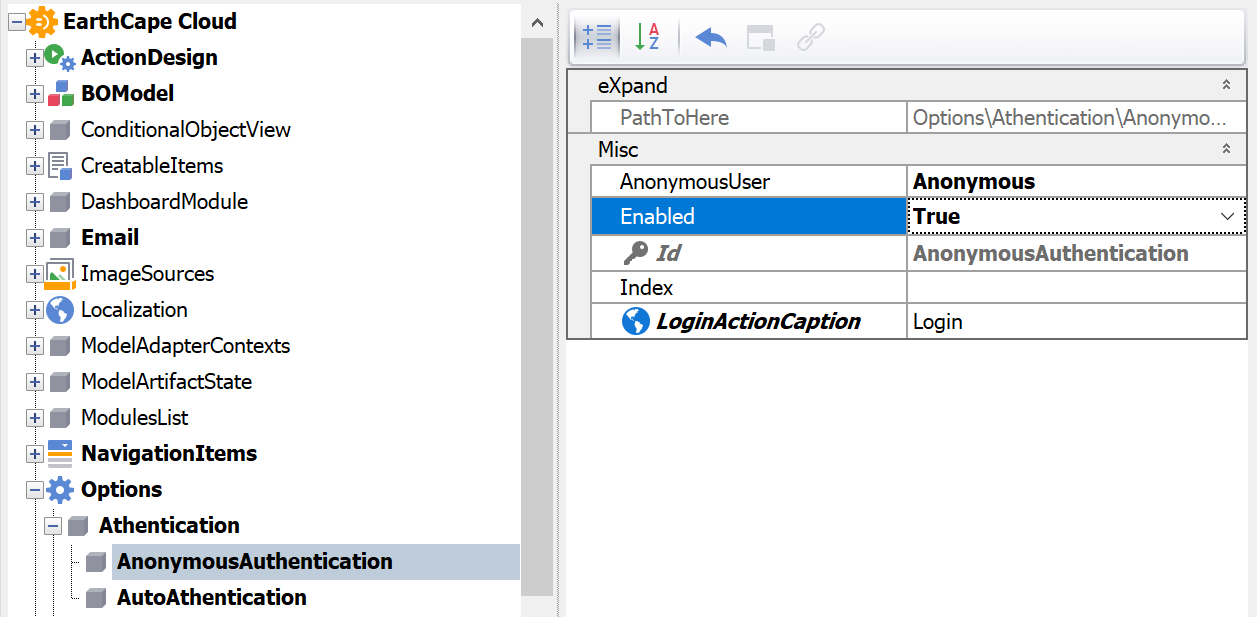 EarthCape Cloud
ActionDesign
BOModel
ConditionalObjectView
CreatableItems
DashboardModule
Email
ImageSources
Localization
ModelAdapterContexts
ModelArtifactState
ModulesList
NavigationItems
Options
Athentication
AnonymousAuthentication
AutoAthentication
A
Z
eXpand
PathToHere Options\Athentication\Anonymo...
Misc
AnonymousUser Anonymous
Enabled True
Id AnonymousAuthentication
Index
LoginActionCaption Login